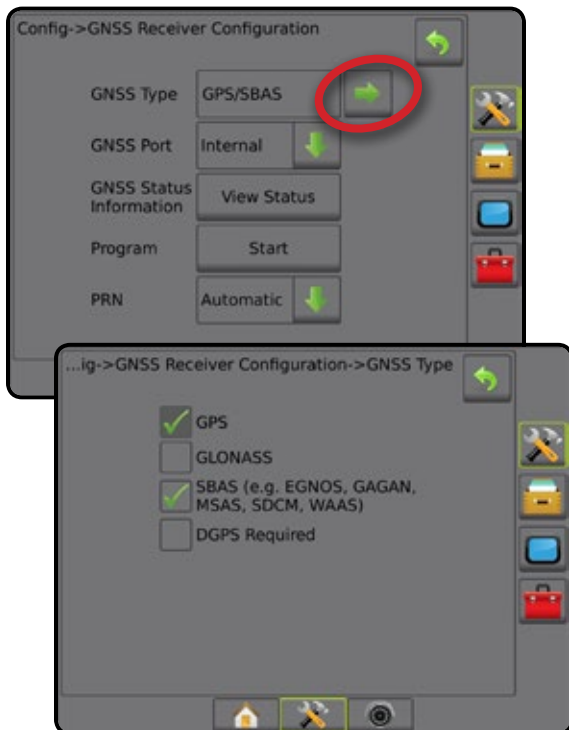 Config->GNSS Receiver Configuration
GNSS Type GPS/SBAS
GNSS Port Internal
GNSS Status
Information View Status
Program Start
PRN Automatic
...ig->GNSS Receiver Configuration->GNSS Type
GPS
GLONASS
SBAS (e.g. EGNOS, GAGAN,
MSAS, SDCM, WAAS)
DGPS Required